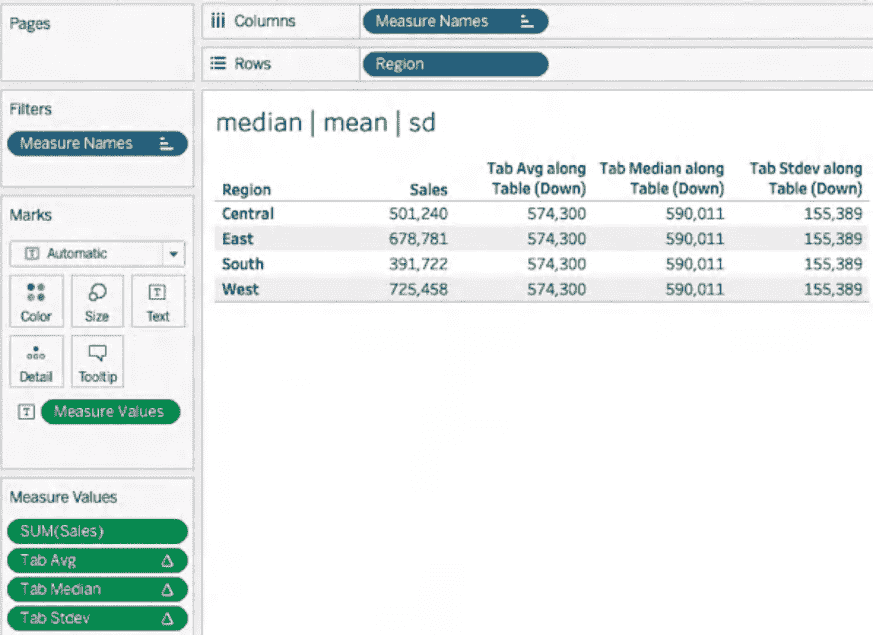 Pages
iii Columns
Measure Names
Rows
Region
Filters
Measure Names
Marks
T Automatic
Color
Size
T
Text
Detail
Tooltip
T Measure Values
Measure Values
SUM(Sales)
Tab Avg
Tab Median
Tab Stdev
median | mean | sd
Tab Avg along Tab Median along Tab Stdev along
Region Sales Table (Down) Table (Down) Table (Down)
Central 501,240 574,300 590,011 155,389
East 678,781 574,300 590,011 155,389
South 391,722 574,300 590,011 155,389
West 725,458 574,300 590,011 155,389